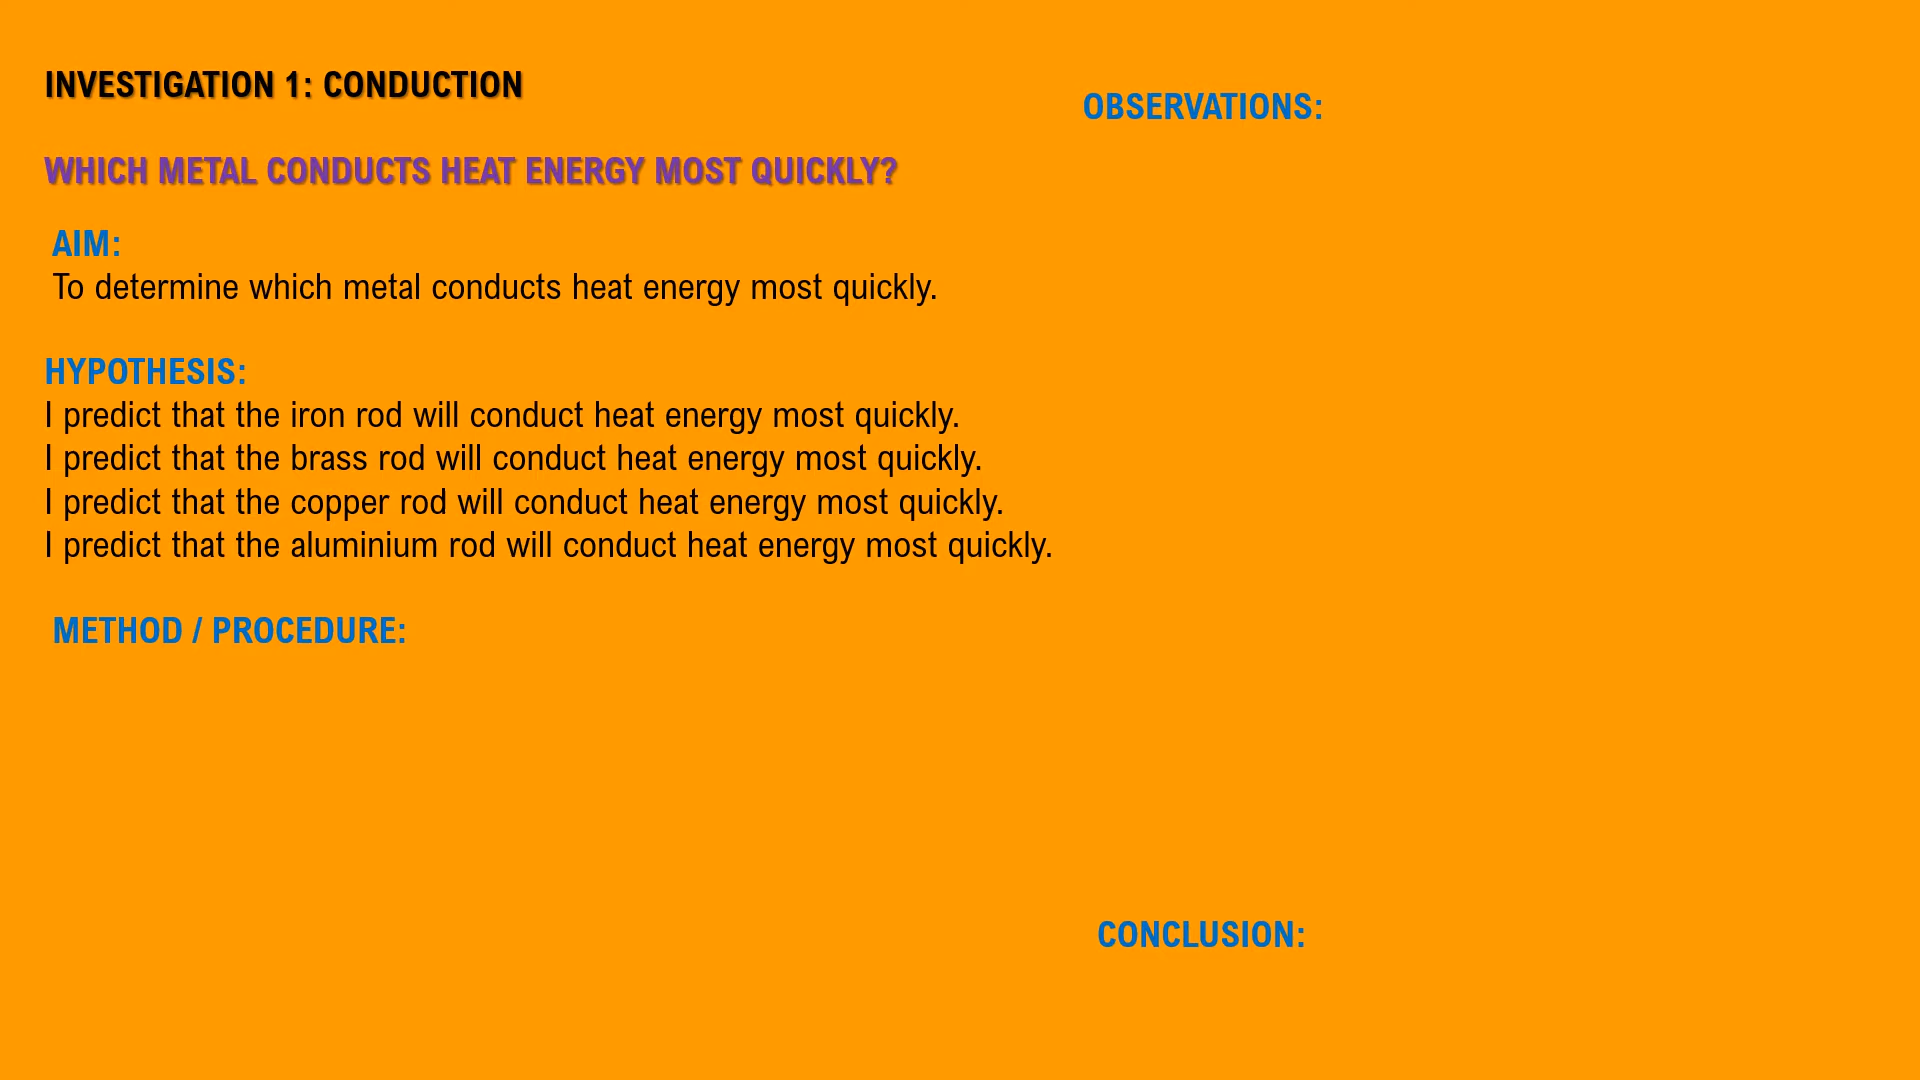 INVESTIGATION 1: CONDUCTION
WHICH METAL CONDUCTS HEAT ENERGY MOST QUICKLY?
AIM:
To determine which metal conducts heat energy most quickly.
HYPOTHESIS:
I predict that the iron rod will conduct heat energy most quickly.
I predict that the brass rod will conduct heat energy most quickly.
I predict that the copper rod will conduct heat energy most quickly.
I predict that the aluminium rod will conduct heat energy most quickly.
METHOD / PROCEDURE:
OBSERVATIONS:
CONCLUSION: